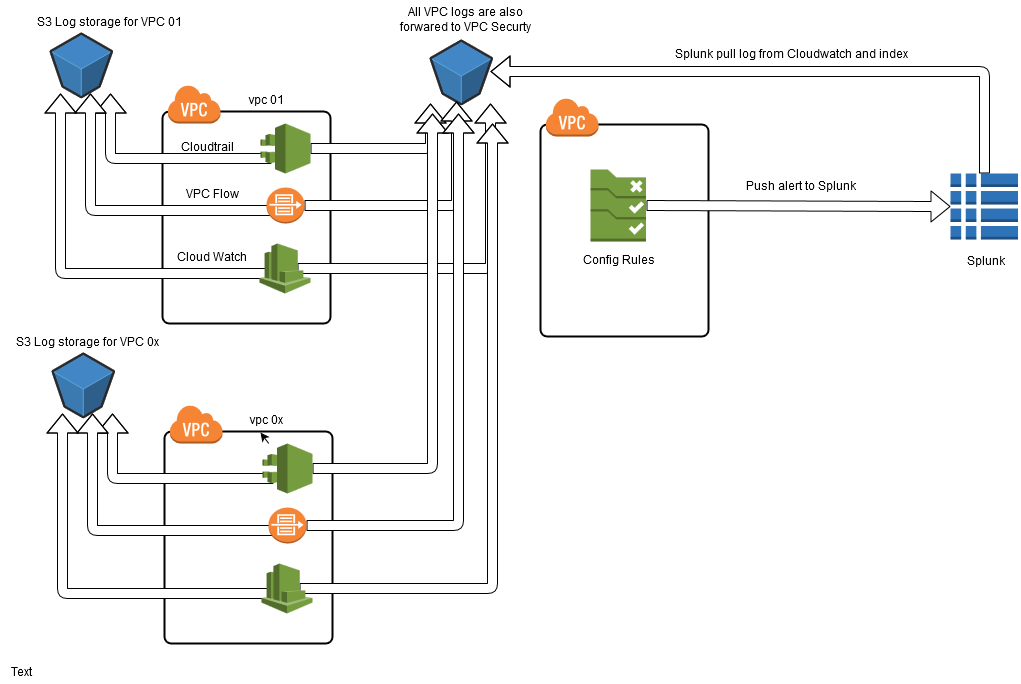 S3 Log storage for VPC 01
All VPC logs are also
forwared to VPC Securty
Splunk pull log from Cloudwatch and index
VPC
vpc 01
VPC
Cloudtrail
VPC Flow
Push alert to Splunk
Cloud Watch
Config Rules
Splunk
S3 Log storage for VPC 0x
VPC
vpc 0x
Text